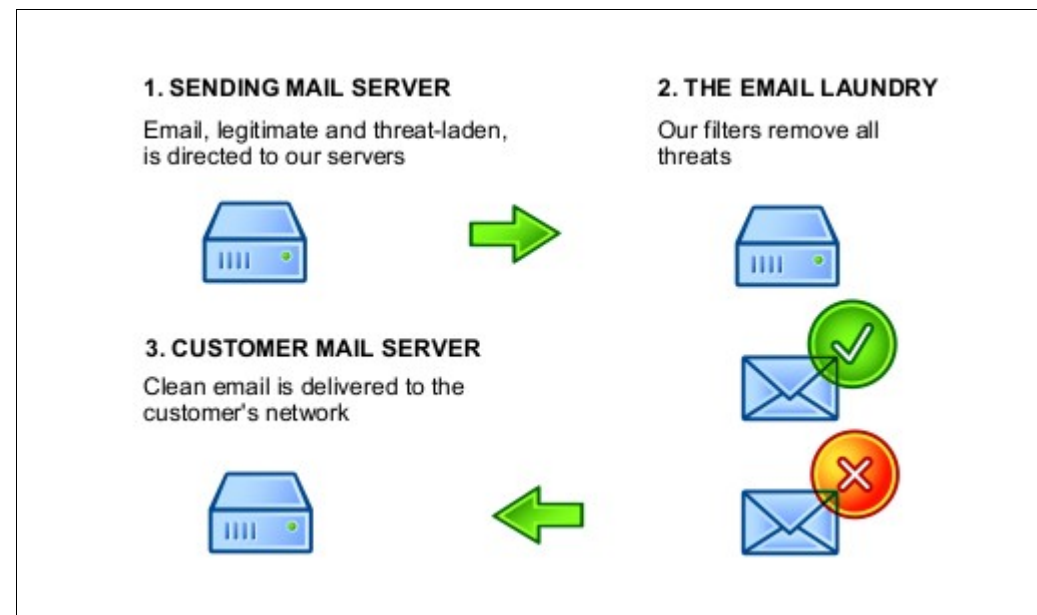 1. SENDING MAIL SERVER
Email, legitimate and threat-laden,
is directed to our servers
2. THE EMAIL LAUNDRY
Our filters remove all
threats
3. CUSTOMER MAIL SERVER
Clean email is delivered to the
customer's network